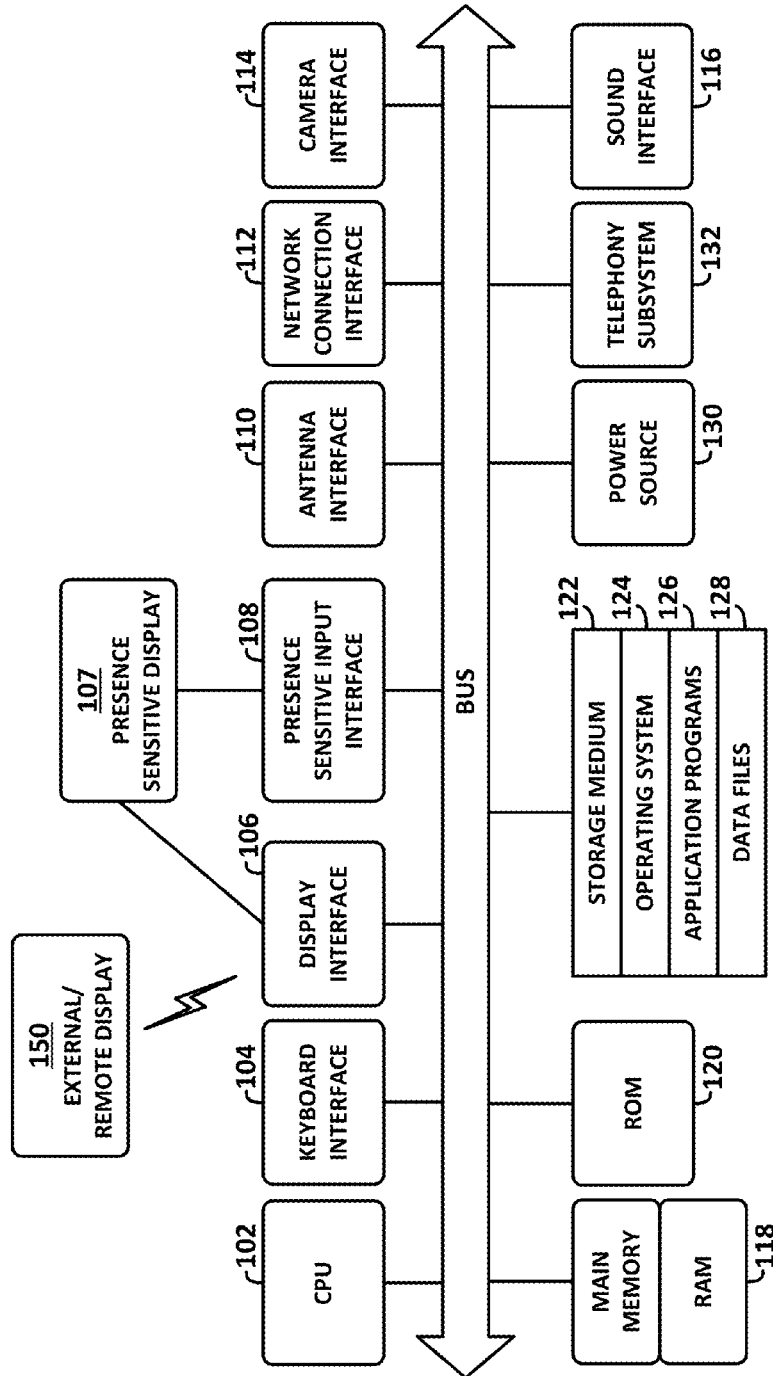 150
EXTERNAL/
REMOTE DISPLAY
107
PRESENCE
SENSITIVE DISPLAY
102
CPU
104
KEYBOARD
INTERFACE
106
DISPLAY
INTERFACE
108
PRESENCE
SENSITIVE INPUT
INTERFACE
110
ANTENNA
INTERFACE
112
NETWORK
CONNECTION
INTERFACE
114
CAMERA
INTERFACE
BUS
MAIN
MEMORY
RAM
118
ROM
120
STORAGE MEDIUM
122
OPERATING SYSTEM
124
APPLICATION PROGRAMS
126
DATA FILES
128
POWER
SOURCE
130
TELEPHONY
SUBSYSTEM
132
SOUND
INTERFACE
116